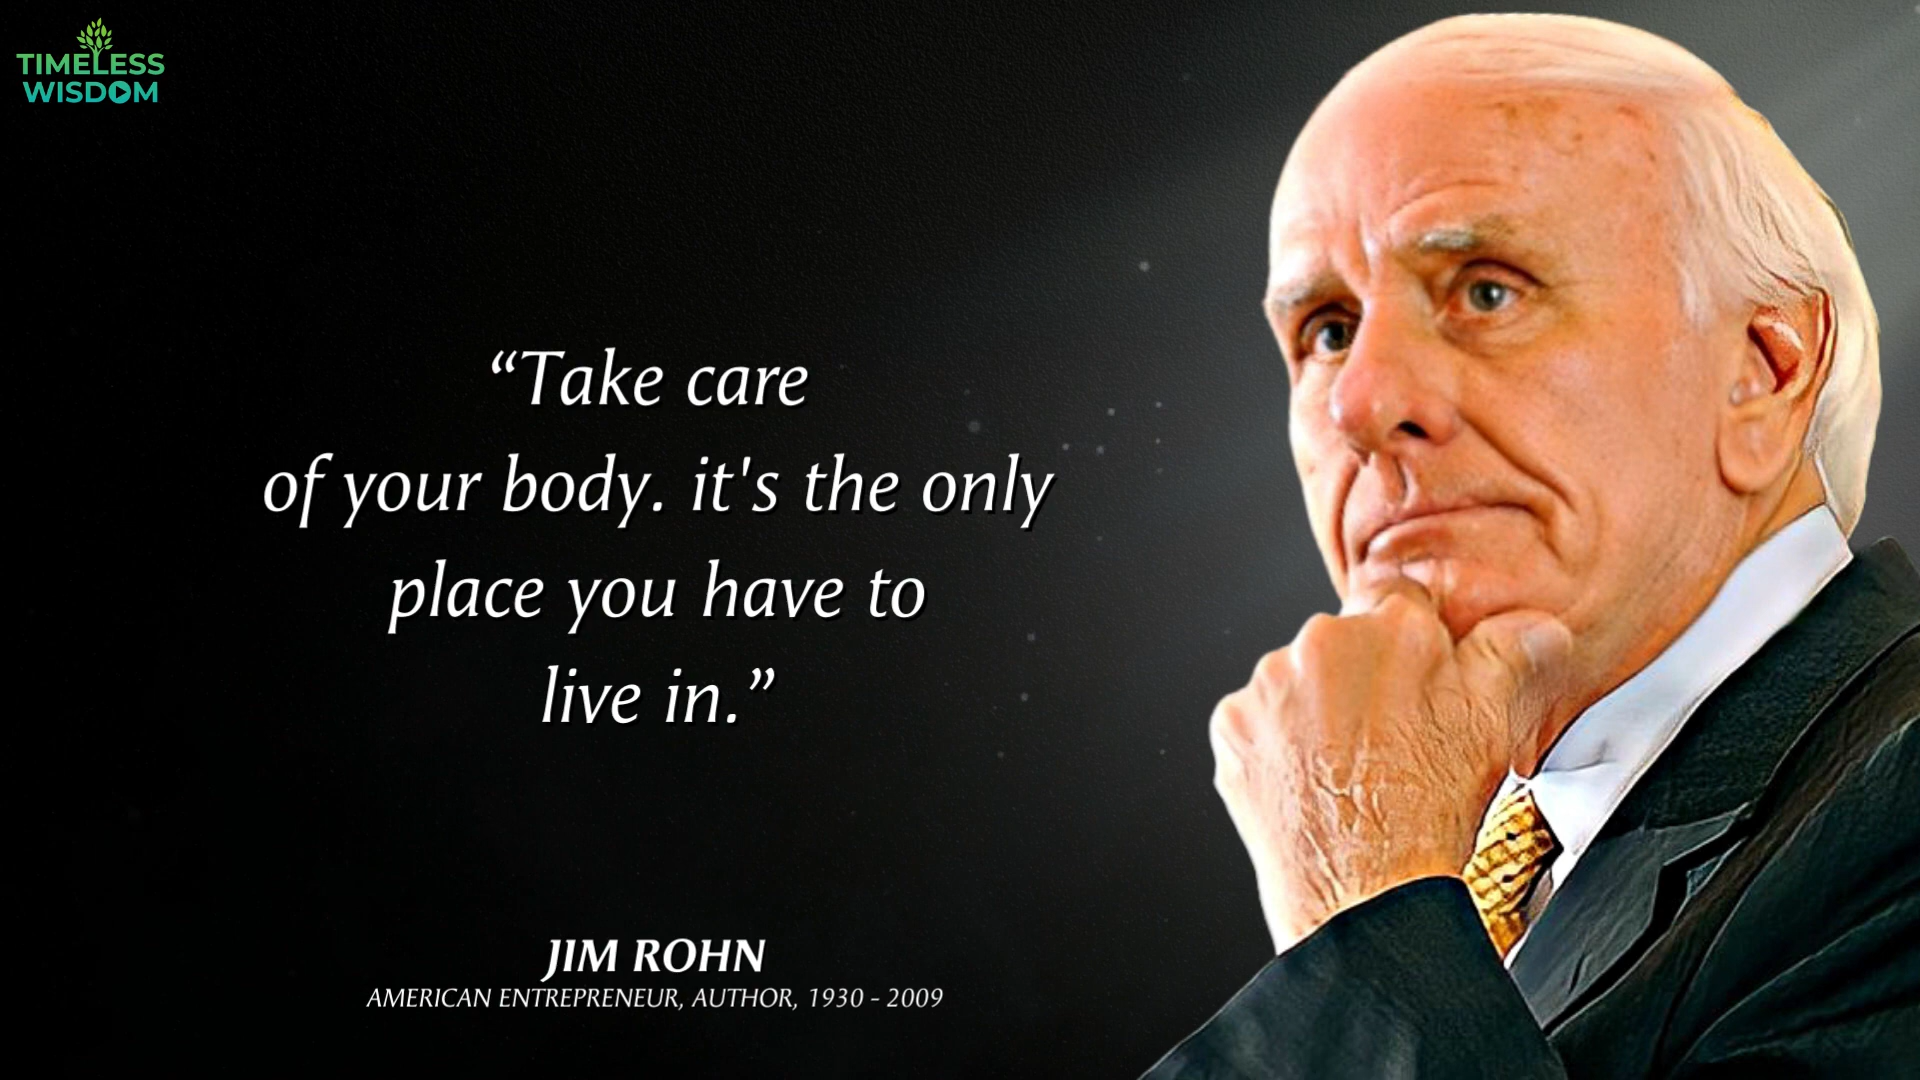 TIMELESS
WISDOM
“Take care
of your body. it's the only
place you have to
live in.”
JIM ROHN
AMERICAN ENTREPRENEUR, AUTHOR, 1930 - 2009